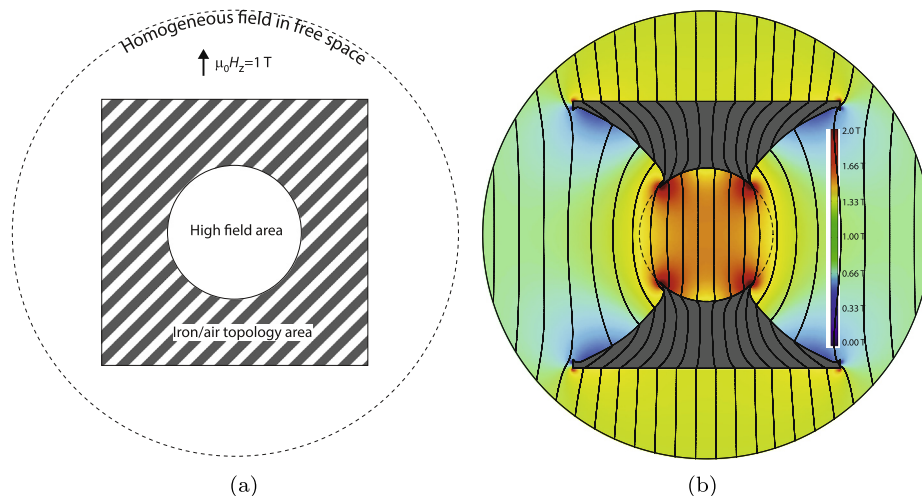 Homogeneous field in free space
μ₀H_z=1 T
High field area
Iron/air topology area
2.0 T
1.66 T
1.33 T
1.00 T
0.66 T
0.33 T
0.00 T
(a)
(b)